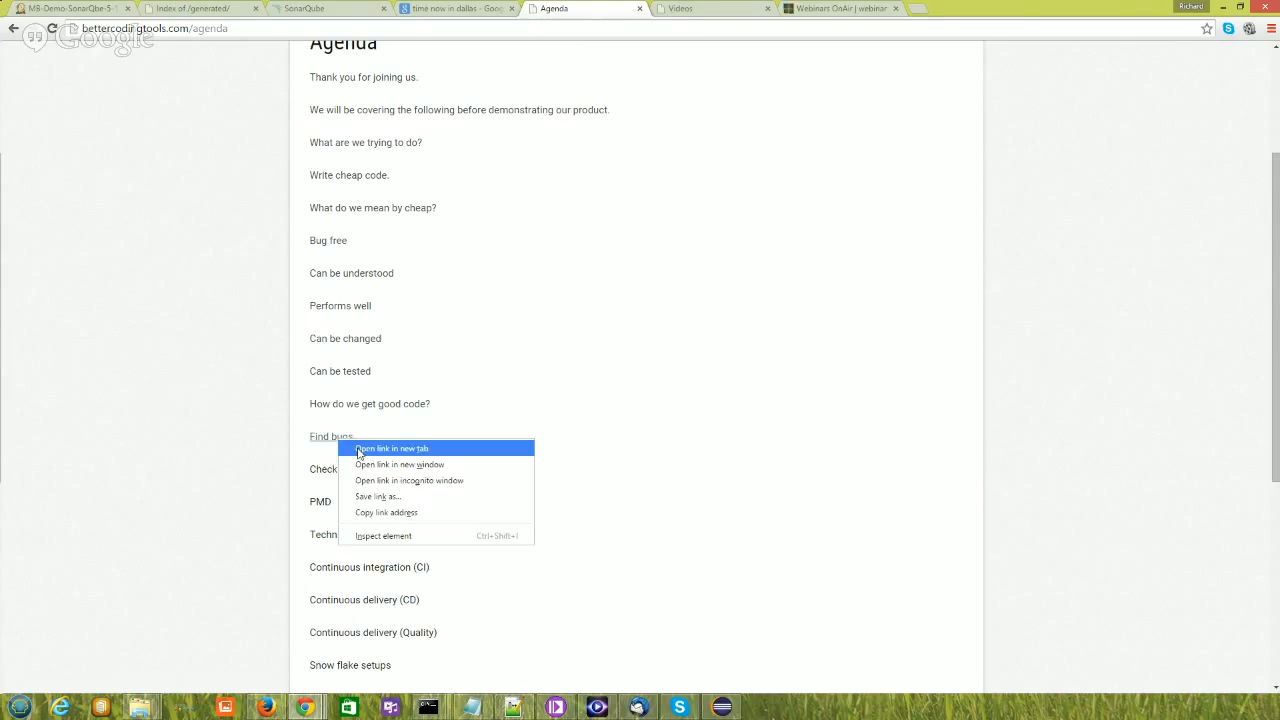 MB-Demo-SonarQbe-5-1
Index of /generated/
SonarQube
time now in dallas - Goog
Agenda
Videos
Webinars OnAir | webinar
Richard
bettercodingtools.com/agenda
Google
Agenda
Thank you for joining us.
We will be covering the following before demonstrating our product.
What are we trying to do?
Write cheap code.
What do we mean by cheap?
Bug free
Can be understood
Performs well
Can be changed
Can be tested
How do we get good code?
Find bugs
Open link in new tab
Open link in new window
Open link in incognito window
Save link as...
Copy link address
Inspect element Ctrl+Shift+I
Check
PMD
Techn
Continuous integration (CI)
Continuous delivery (CD)
Continuous delivery (Quality)
Snow flake setups